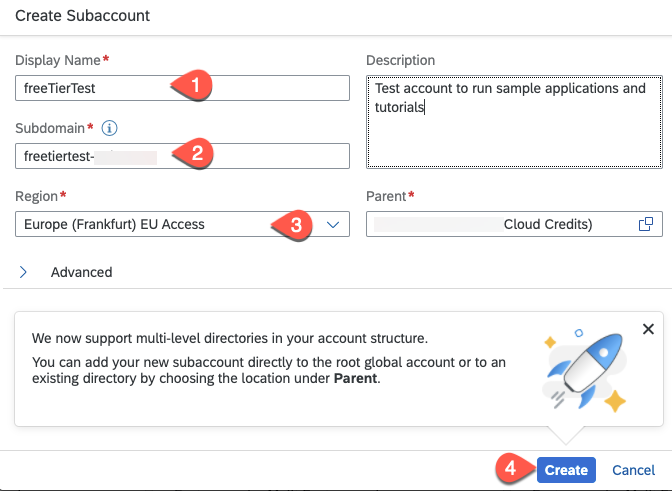 Create Subaccount
Display Name*
freeTierTest
1
Description
Test account to run sample applications and
tutorials
Subdomain*
freetiertest-
2
Region*
Europe (Frankfurt) EU Access
3
Parent*
Cloud Credits)
Advanced
We now support multi-level directories in your account structure.
You can add your new subaccount directly to the root global account or to an
existing directory by choosing the location under Parent.
4
Create
Cancel